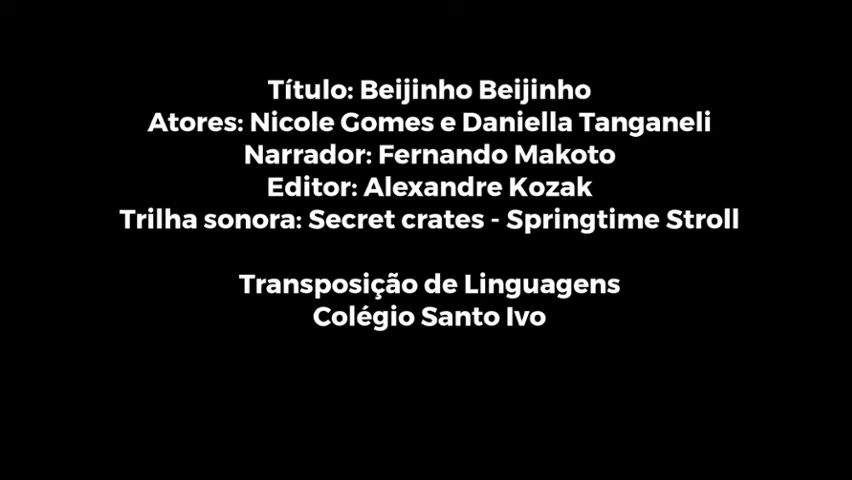 Título: Beijinho Beijinho
Atores: Nicole Gomes e Daniella Tanganeli
Narrador: Fernando Makoto
Editor: Alexandre Kozak
Trilha sonora: Secret crates - Springtime Stroll
Transposição de Linguagens
Colégio Santo Ivo